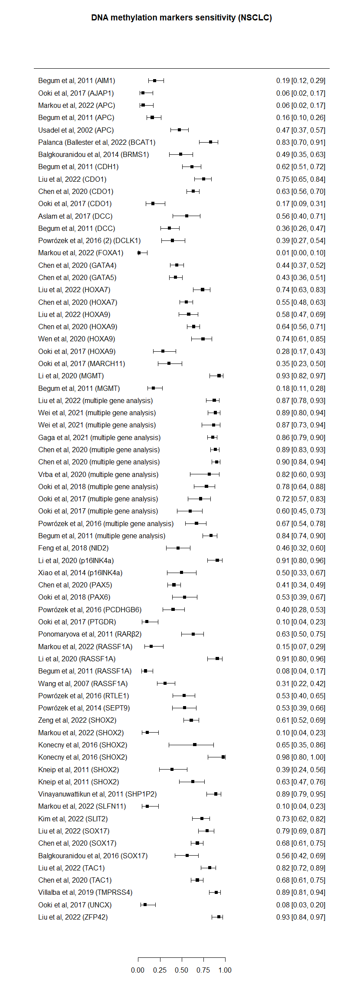 DNA methylation markers sensitivity (NSCLC)
Begum et al, 2011 (AIM1) 0.19 [0.12, 0.29]
Ooki et al, 2017 (AJAP1) 0.06 [0.02, 0.17]
Markou et al, 2022 (APC) 0.06 [0.02, 0.17]
Begum et al, 2011 (APC) 0.16 [0.10, 0.26]
Usadel et al, 2002 (APC) 0.47 [0.37, 0.57]
Palanca (Ballester et al, 2022 (BCAT1) 0.83 [0.70, 0.91]
Balgkouranidou et al, 2014 (BRMS1) 0.49 [0.35, 0.63]
Begum et al, 2011 (CDH1) 0.62 [0.51, 0.72]
Liu et al, 2022 (CDO1) 0.75 [0.65, 0.84]
Chen et al, 2020 (CDO1) 0.63 [0.56, 0.70]
Ooki et al, 2017 (CDO1) 0.17 [0.09, 0.31]
Aslam et al, 2017 (DCC) 0.56 [0.40, 0.71]
Begum et al, 2011 (DCC) 0.36 [0.26, 0.47]
Powrózek et al, 2016 (2) (DCLK1) 0.39 [0.27, 0.54]
Markou et al, 2022 (FOXA1) 0.01 [0.00, 0.10]
Chen et al, 2020 (GATA4) 0.44 [0.37, 0.52]
Chen et al, 2020 (GATA5) 0.43 [0.36, 0.51]
Liu et al, 2022 (HOXA7) 0.74 [0.63, 0.83]
Chen et al, 2020 (HOXA7) 0.55 [0.48, 0.63]
Liu et al, 2022 (HOXA9) 0.58 [0.47, 0.69]
Chen et al, 2020 (HOXA9) 0.64 [0.56, 0.71]
Wen et al, 2020 (HOXA9) 0.74 [0.61, 0.85]
Ooki et al, 2017 (HOXA9) 0.28 [0.17, 0.43]
Ooki et al, 2017 (MARCH11) 0.35 [0.23, 0.50]
Li et al, 2020 (MGMT) 0.93 [0.82, 0.97]
Begum et al, 2011 (MGMT) 0.18 [0.11, 0.28]
Liu et al, 2022 (multiple gene analysis) 0.87 [0.78, 0.93]
Wei et al, 2021 (multiple gene analysis) 0.89 [0.80, 0.94]
Wei et al, 2021 (multiple gene analysis) 0.87 [0.73, 0.94]
Gaga et al, 2021 (multiple gene analysis) 0.86 [0.79, 0.90]
Chen et al, 2020 (multiple gene analysis) 0.89 [0.83, 0.93]
Chen et al, 2020 (multiple gene analysis) 0.90 [0.84, 0.94]
Vrba et al, 2020 (multiple gene analysis) 0.82 [0.60, 0.93]
Ooki et al, 2018 (multiple gene analysis) 0.78 [0.64, 0.88]
Ooki et al, 2017 (multiple gene analysis) 0.72 [0.57, 0.83]
Ooki et al, 2017 (multiple gene analysis) 0.60 [0.45, 0.73]
Powrózek et al, 2016 (multiple gene analysis) 0.67 [0.54, 0.78]
Begum et al, 2011 (multiple gene analysis) 0.84 [0.74, 0.90]
Feng et al, 2018 (NID2) 0.46 [0.32, 0.60]
Li et al, 2020 (p16INK4a) 0.91 [0.80, 0.96]
Xiao et al, 2014 (p16INK4a) 0.50 [0.33, 0.67]
Chen et al, 2020 (PAX5) 0.41 [0.34, 0.49]
Ooki et al, 2018 (PAX6) 0.53 [0.39, 0.67]
Powrózek et al, 2016 (PCDHGB6) 0.40 [0.28, 0.53]
Ooki et al, 2017 (PTGDR) 0.10 [0.04, 0.23]
Ponomaryova et al, 2011 (RARβ2) 0.63 [0.50, 0.75]
Markou et al, 2022 (RASSF1A) 0.15 [0.07, 0.29]
Li et al, 2020 (RASSF1A) 0.91 [0.80, 0.96]
Begum et al, 2011 (RASSF1A) 0.08 [0.04, 0.17]
Wang et al, 2007 (RASSF1A) 0.31 [0.22, 0.42]
Powrózek et al, 2016 (RTLE1) 0.53 [0.40, 0.65]
Powrózek et al, 2014 (SEPT9) 0.53 [0.39, 0.66]
Zeng et al, 2022 (SHOX2) 0.61 [0.52, 0.69]
Markou et al, 2022 (SHOX2) 0.10 [0.04, 0.23]
Konecny et al, 2016 (SHOX2) 0.65 [0.35, 0.86]
Konecny et al, 2016 (SHOX2) 0.98 [0.80, 1.00]
Kneip et al, 2011 (SHOX2) 0.39 [0.24, 0.56]
Kneip et al, 2011 (SHOX2) 0.63 [0.47, 0.76]
Vinayanuwattikun et al, 2011 (SHP1P2) 0.89 [0.79, 0.95]
Markou et al, 2022 (SLFN11) 0.10 [0.04, 0.23]
Kim et al, 2022 (SLIT2) 0.73 [0.62, 0.82]
Liu et al, 2022 (SOX17) 0.79 [0.69, 0.87]
Chen et al, 2020 (SOX17) 0.68 [0.61, 0.75]
Balgkouranidou et al, 2016 (SOX17) 0.56 [0.42, 0.69]
Liu et al, 2022 (TAC1) 0.82 [0.72, 0.89]
Chen et al, 2020 (TAC1) 0.68 [0.61, 0.75]
Villalba et al, 2019 (TMPRSS4) 0.89 [0.81, 0.94]
Ooki et al, 2017 (UNCX) 0.08 [0.03, 0.20]
Liu et al, 2022 (ZFP42) 0.93 [0.84, 0.97]
0.00 0.25 0.50 0.75 1.00